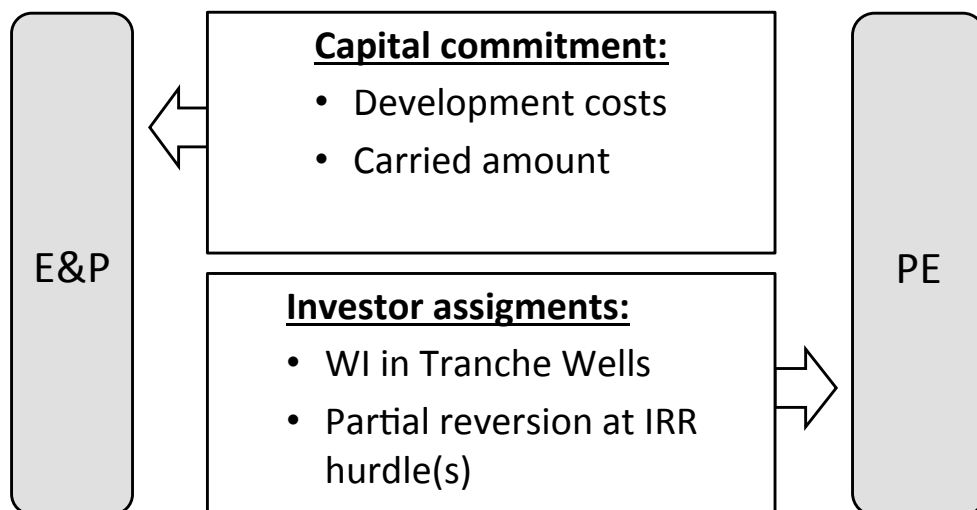 Capital commitment:
• Development costs
• Carried amount
E&P
PE
Investor assigments:
• WI in Tranche Wells
• Partial reversion at IRR
hurdle(s)